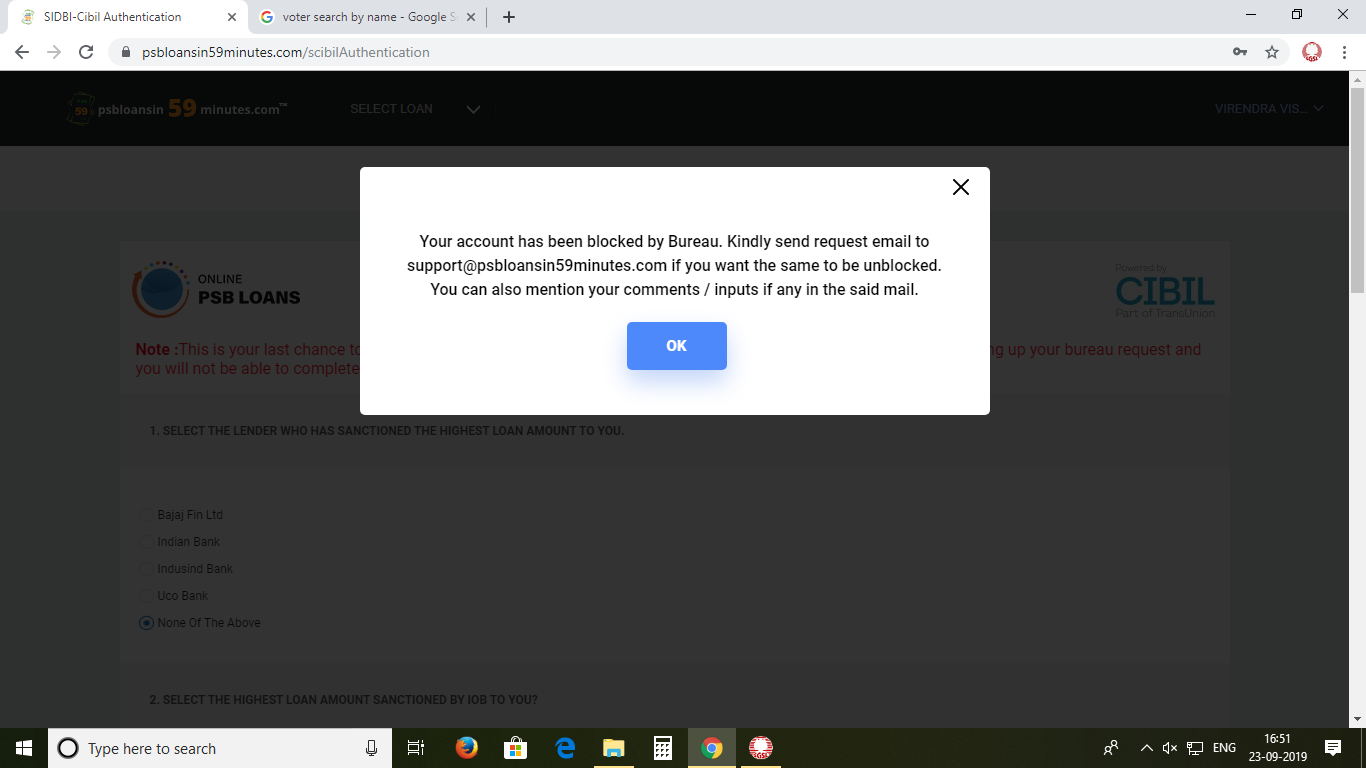 SIDBI-Cibil Authentication
voter search by name - Google S
psbloansin59minutes.com/scibilAuthentication
psbloansin 59 minutes.com™
SELECT LOAN
VIRENDRA VIS...
Your account has been blocked by Bureau. Kindly send request email to
support@psbloansin59minutes.com if you want the same to be unblocked.
You can also mention your comments / inputs if any in the said mail.
OK
ONLINE
PSB LOANS
Powered by
CIBIL
Part of TransUnion
Note :This is your last chance to
ng up your bureau request and
you will not be able to complete
1. SELECT THE LENDER WHO HAS SANCTIONED THE HIGHEST LOAN AMOUNT TO YOU.
Bajaj Fin Ltd
Indian Bank
Indusind Bank
Uco Bank
None Of The Above
2. SELECT THE HIGHEST LOAN AMOUNT SANCTIONED BY IOB TO YOU?
Type here to search
ENG
16:51
23-09-2019